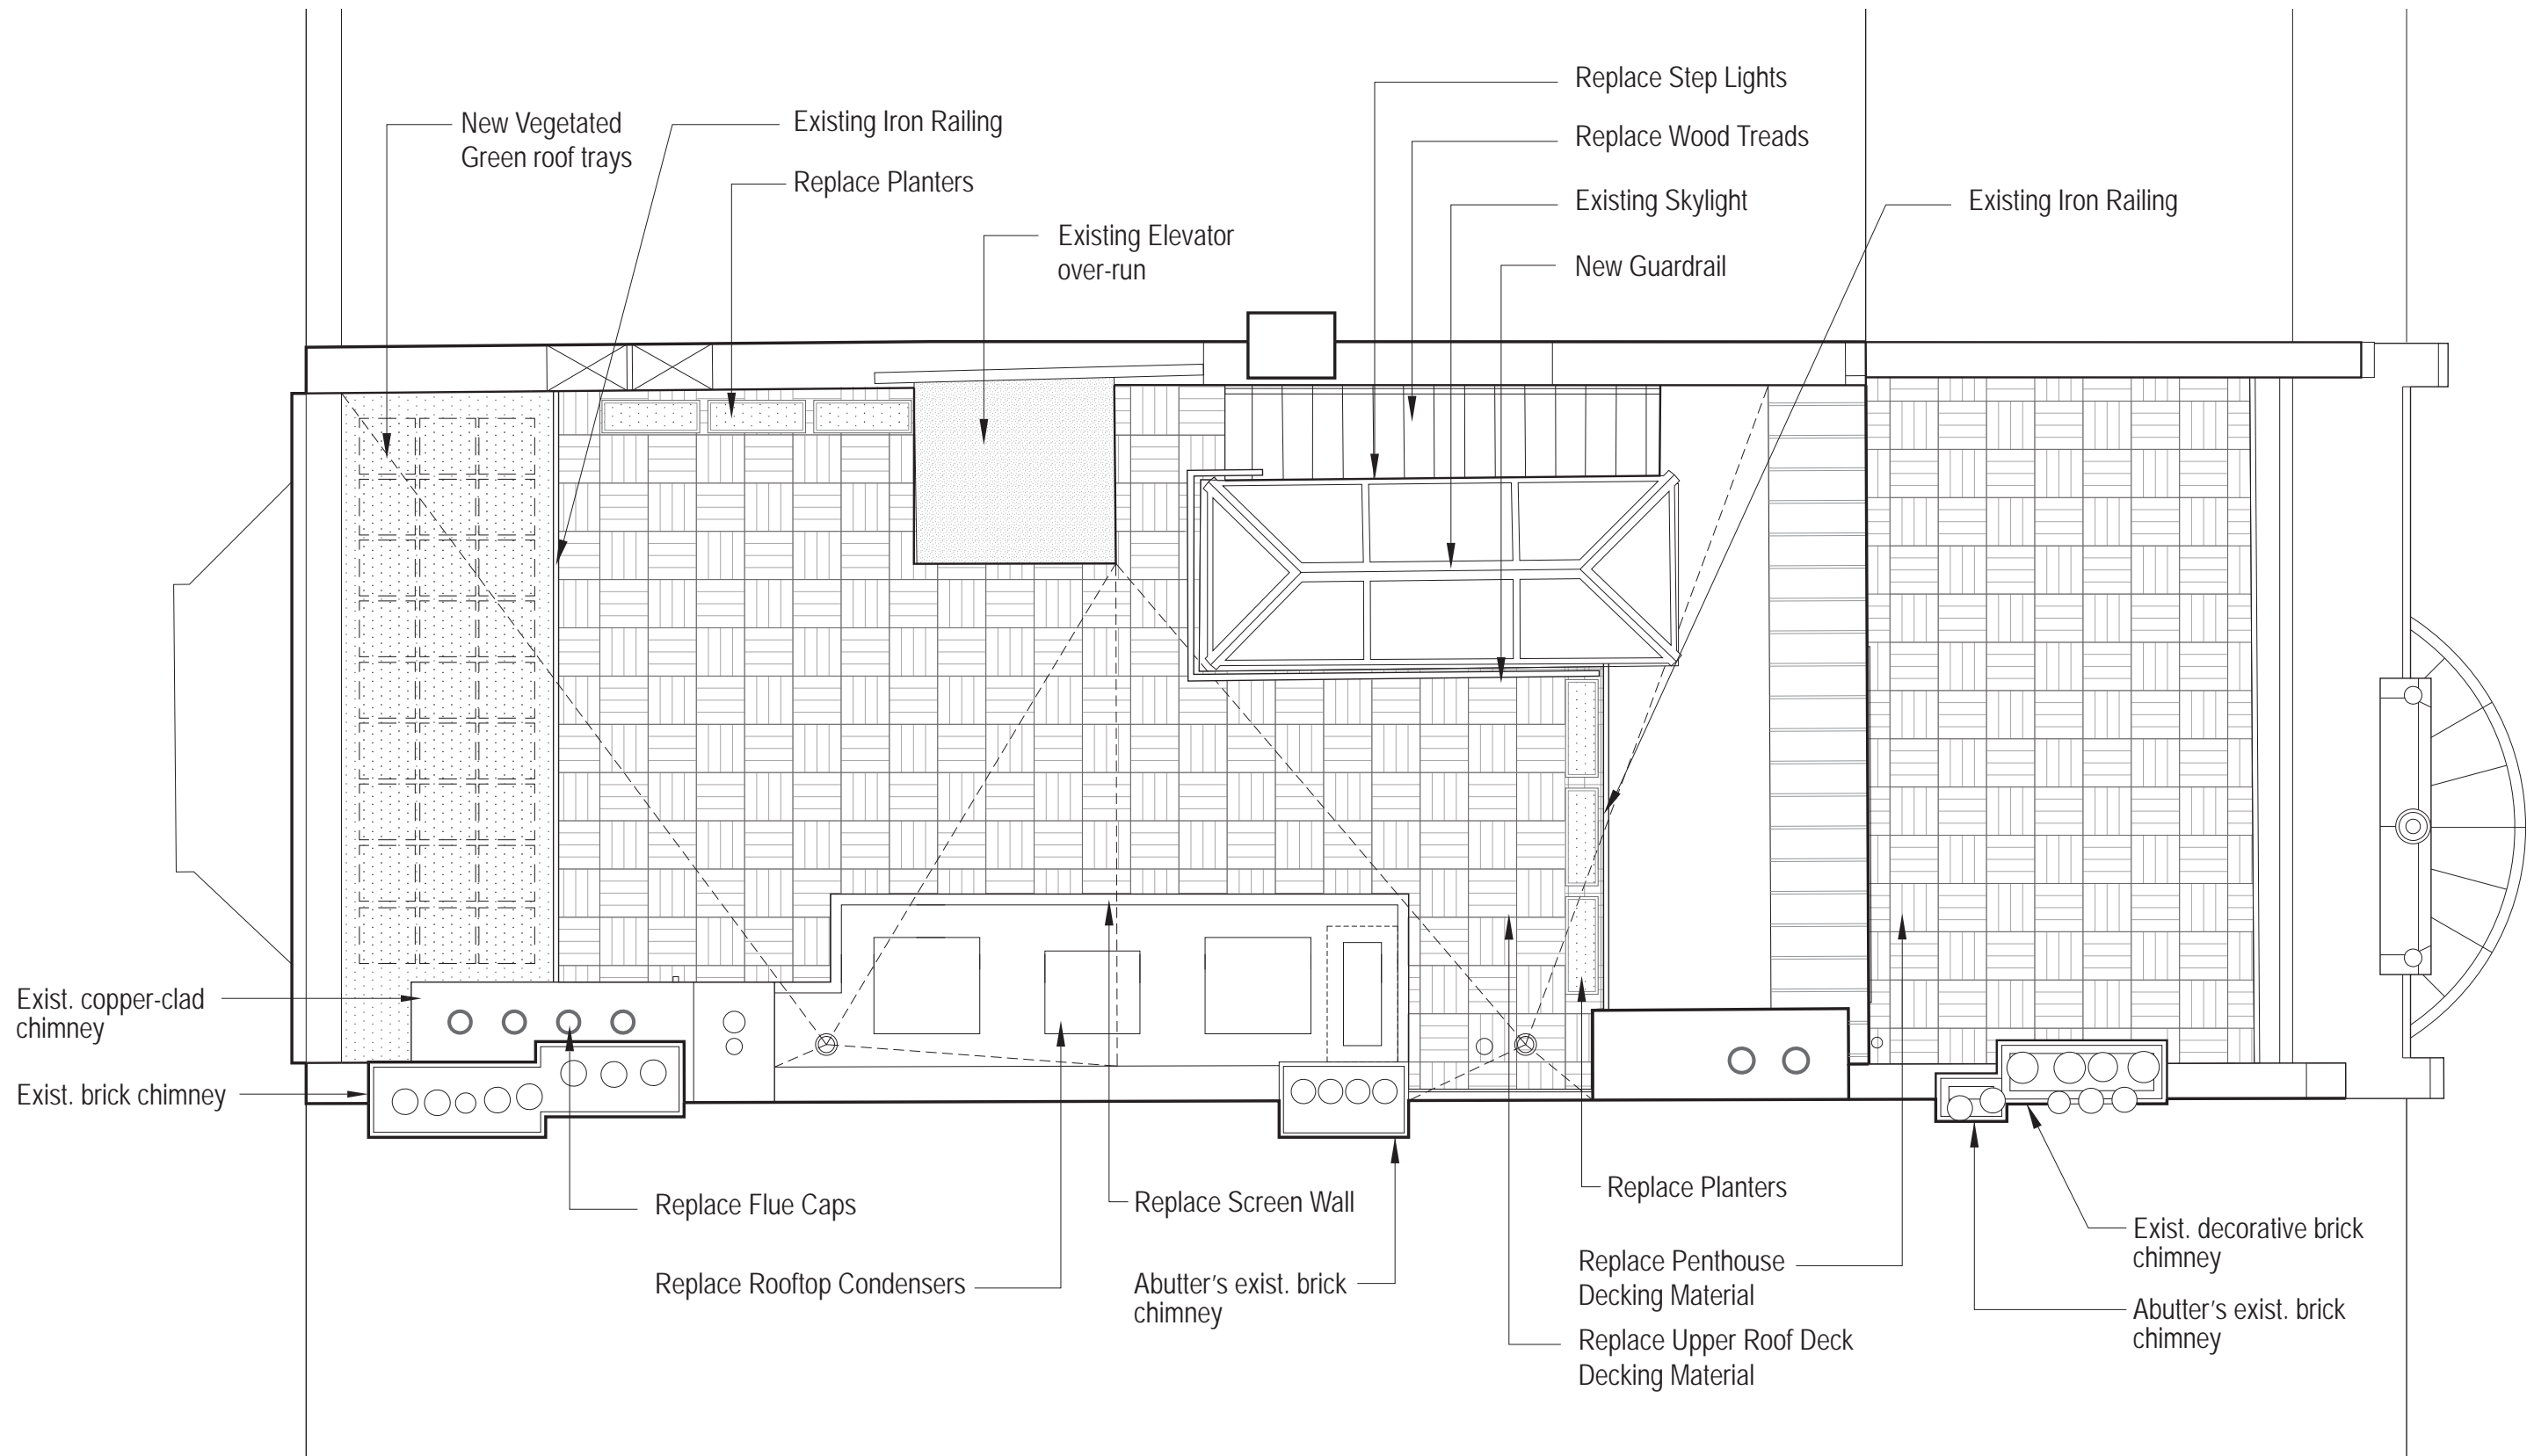 Replace Step Lights
New Vegetated
Green roof trays
Existing Iron Railing
Replace Wood Treads
Replace Planters
Existing Skylight
Existing Iron Railing
Existing Elevator
over-run
New Guardrail
Exist. copper-clad
chimney
Exist. brick chimney
Replace Flue Caps
Replace Screen Wall
Replace Planters
Exist. decorative brick
chimney
Replace Rooftop Condensers
Abutter's exist. brick
chimney
Replace Penthouse
Decking Material
Abutter's exist. brick
chimney
Replace Upper Roof Deck
Decking Material